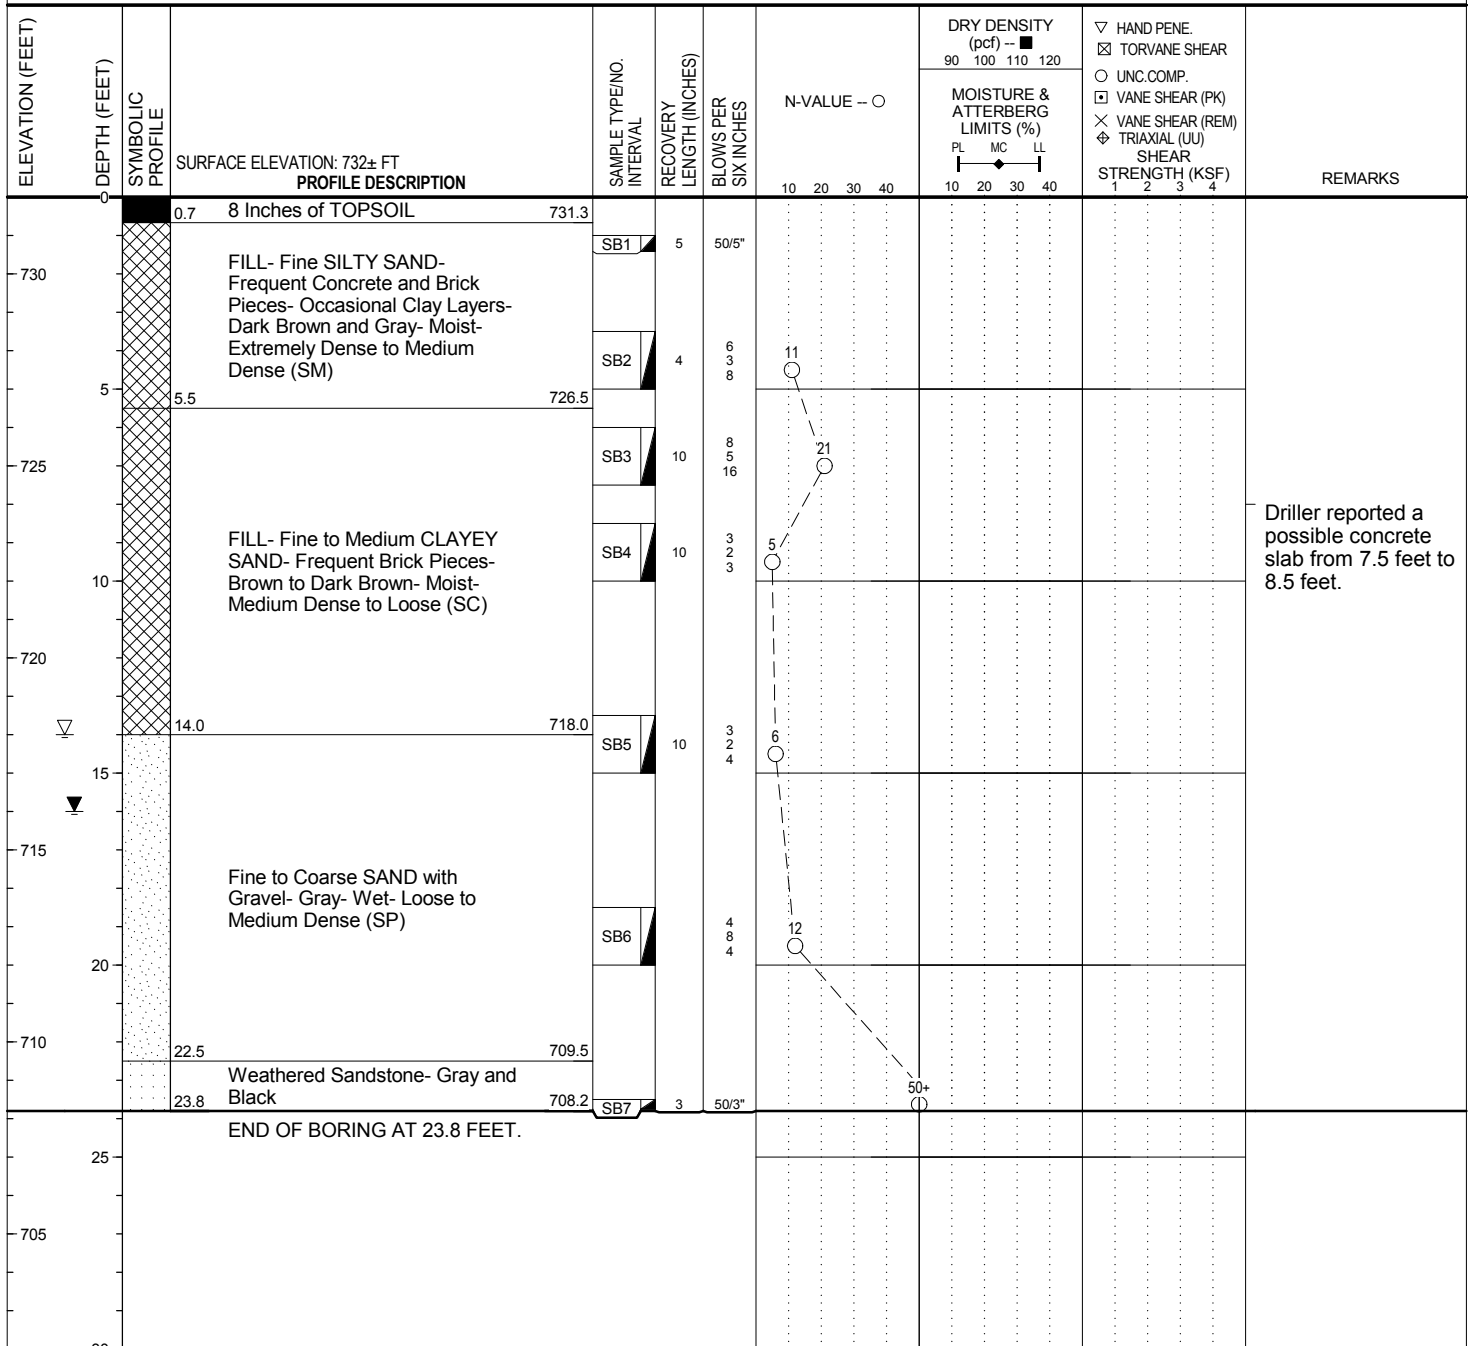 ELEVATION (FEET)
DEPTH (FEET)
SYMBOLIC
PROFILE
SURFACE ELEVATION: 732± FT
PROFILE DESCRIPTION
SAMPLE TYPE/NO.
INTERVAL
RECOVERY
LENGTH (INCHES)
BLOWS PER
SIX INCHES
N-VALUE -- O
10 20 30 40
DRY DENSITY
(pcf) -- ■
90 100 110 120
MOISTURE &
ATTERBERG
LIMITS (%)
PL MC LL
10 20 30 40
▽ HAND PENE.
☒ TORVANE SHEAR
○ UNC.COMP.
⊡ VANE SHEAR (PK)
× VANE SHEAR (REM)
TRIAXIAL (UU)
SHEAR
STRENGTH (KSF)
1 2 3 4
REMARKS
0
0.7 8 Inches of TOPSOIL 731.3
SB1 5 50/5"
730
FILL- Fine SILTY SAND-
Frequent Concrete and Brick
Pieces- Occasional Clay Layers-
Dark Brown and Gray- Moist-
Extremely Dense to Medium
Dense (SM)
SB2 4
6
3
8
11
5
5.5 726.5
725
SB3 10
8
5
16
21
FILL- Fine to Medium CLAYEY
SAND- Frequent Brick Pieces-
Brown to Dark Brown- Moist-
Medium Dense to Loose (SC)
SB4 10
3
2
3
5
Driller reported a
possible concrete
slab from 7.5 feet to
8.5 feet.
10
720
14.0 718.0
SB5 10
3
2
4
6
15
715
Fine to Coarse SAND with
Gravel- Gray- Wet- Loose to
Medium Dense (SP)
SB6
4
8
4
12
20
710
22.5 709.5
Weathered Sandstone- Gray and
Black
23.8 708.2
SB7 3 50/3"
50+
END OF BORING AT 23.8 FEET.
25
705